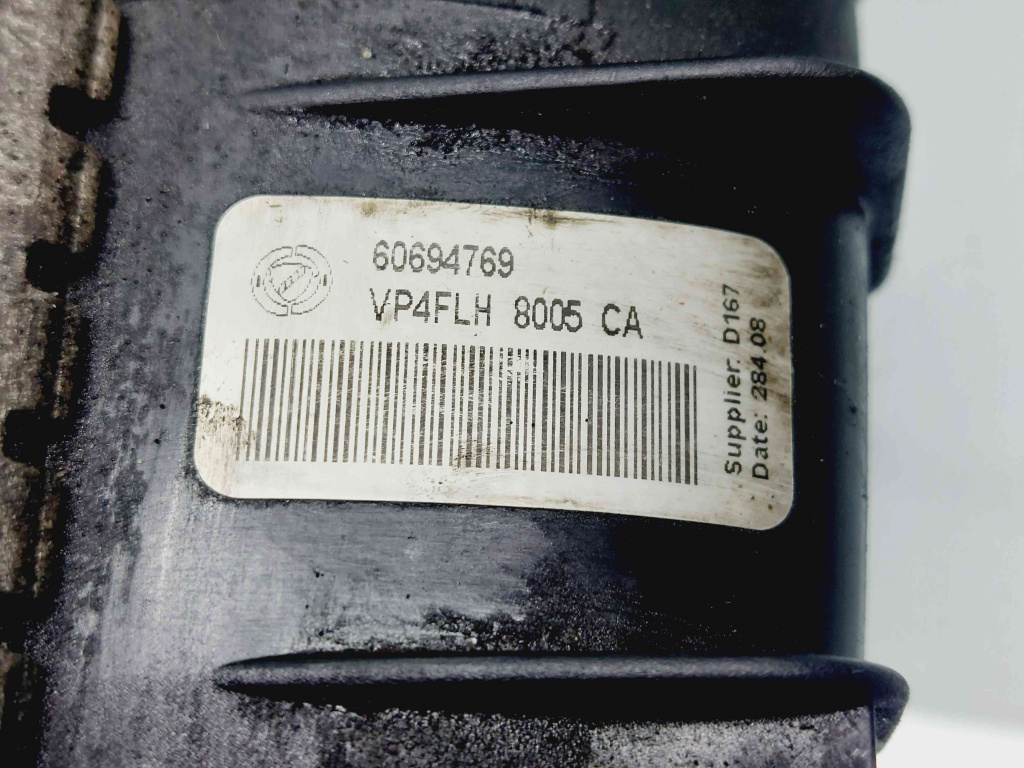 60694769
VP4FLH 8005 CA
Supplier: D167
Date: 284.08